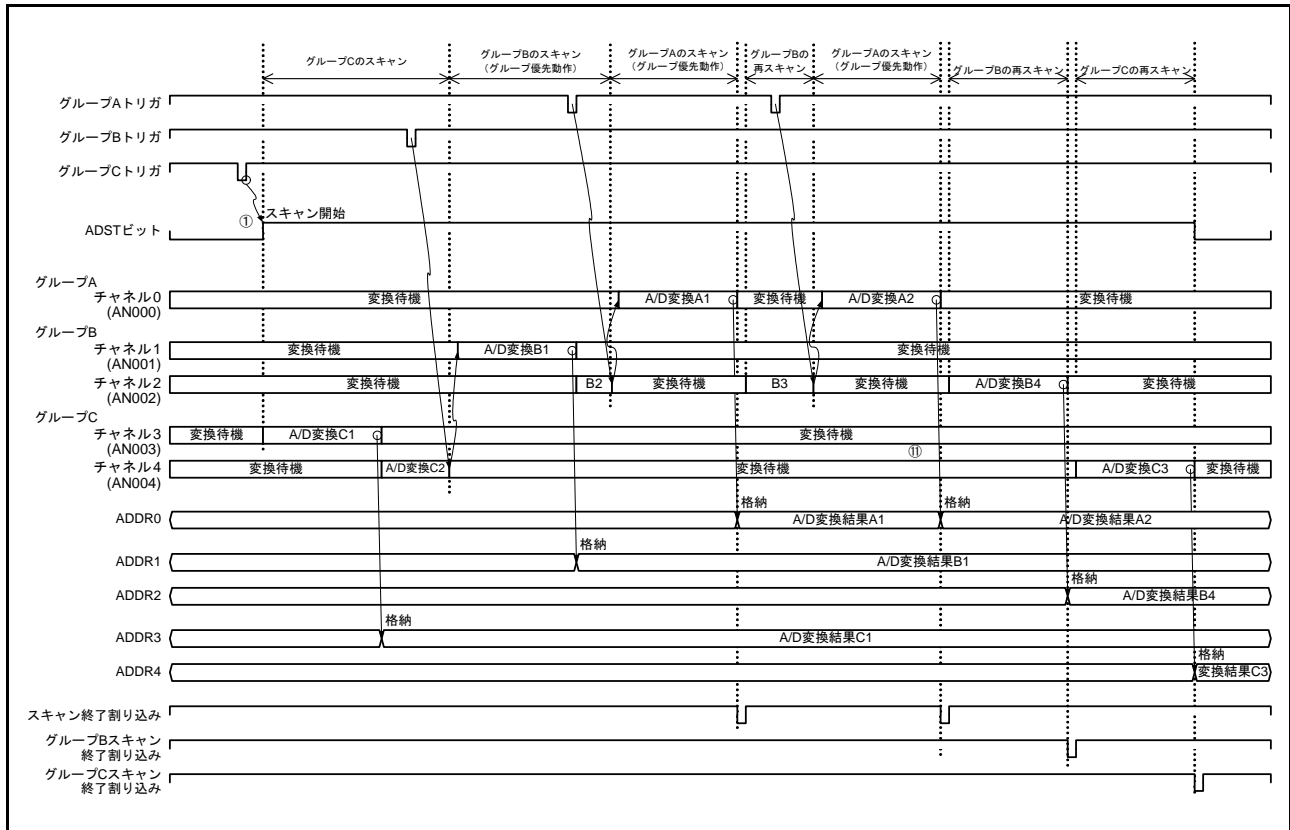 グループCのスキャン
グループBのスキャン
(グループ優先動作)
グループAのスキャン
(グループ優先動作)
グループBの
再スキャン
グループAのスキャン
(グループ優先動作)
グループBの再スキャン
グループCの再スキャン
グループAトリガ
グループBトリガ
グループCトリガ
① スキャン開始
ADSTビット
グループA
チャネル0
(AN000)
変換待機 A/D変換A1 変換待機 A/D変換A2 変換待機
グループB
チャネル1
(AN001)
変換待機 A/D変換B1 変換待機
チャネル2
(AN002)
変換待機 B2 変換待機 B3 変換待機 A/D変換B4 変換待機
グループC
チャネル3
(AN003)
変換待機 A/D変換C1 変換待機
⑪
チャネル4
(AN004)
変換待機 A/D変換C2 変換待機 A/D変換C3 変換待機
格納 格納
ADDR0 A/D変換結果A1 A/D変換結果A2
格納
ADDR1 A/D変換結果B1
格納
ADDR2 A/D変換結果B4
格納
ADDR3 A/D変換結果C1
格納
ADDR4 変換結果C3
スキャン終了割り込み
グループBスキャン
終了割り込み
グループCスキャン
終了割り込み